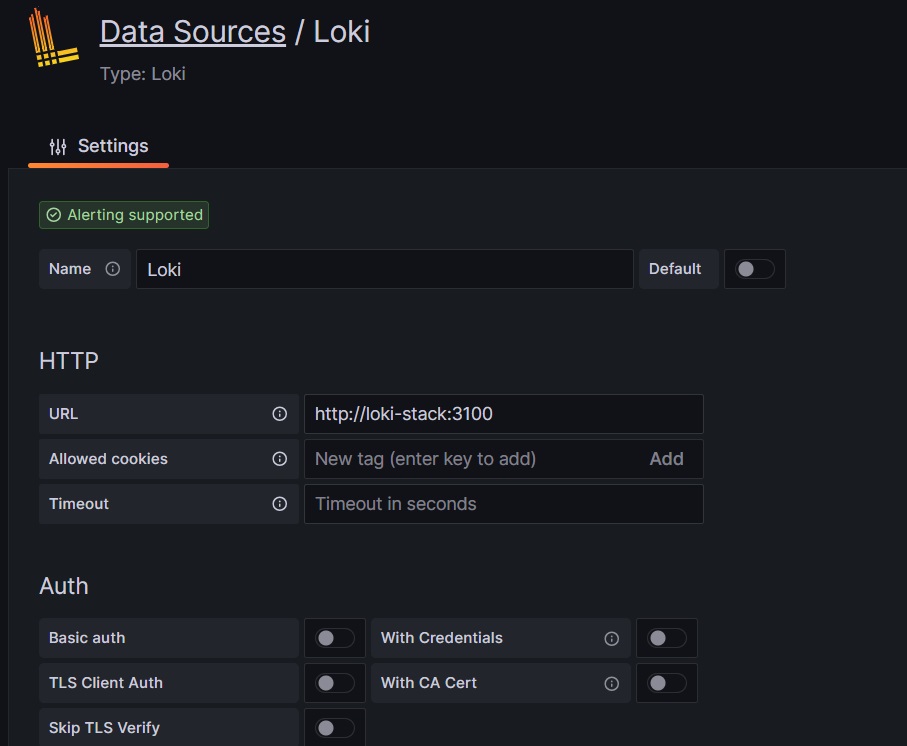 Data Sources / Loki
Type: Loki
Settings
Alerting supported
Name Loki Default
HTTP
URL http://loki-stack:3100
Allowed cookies New tag (enter key to add) Add
Timeout Timeout in seconds
Auth
Basic auth With Credentials
TLS Client Auth With CA Cert
Skip TLS Verify